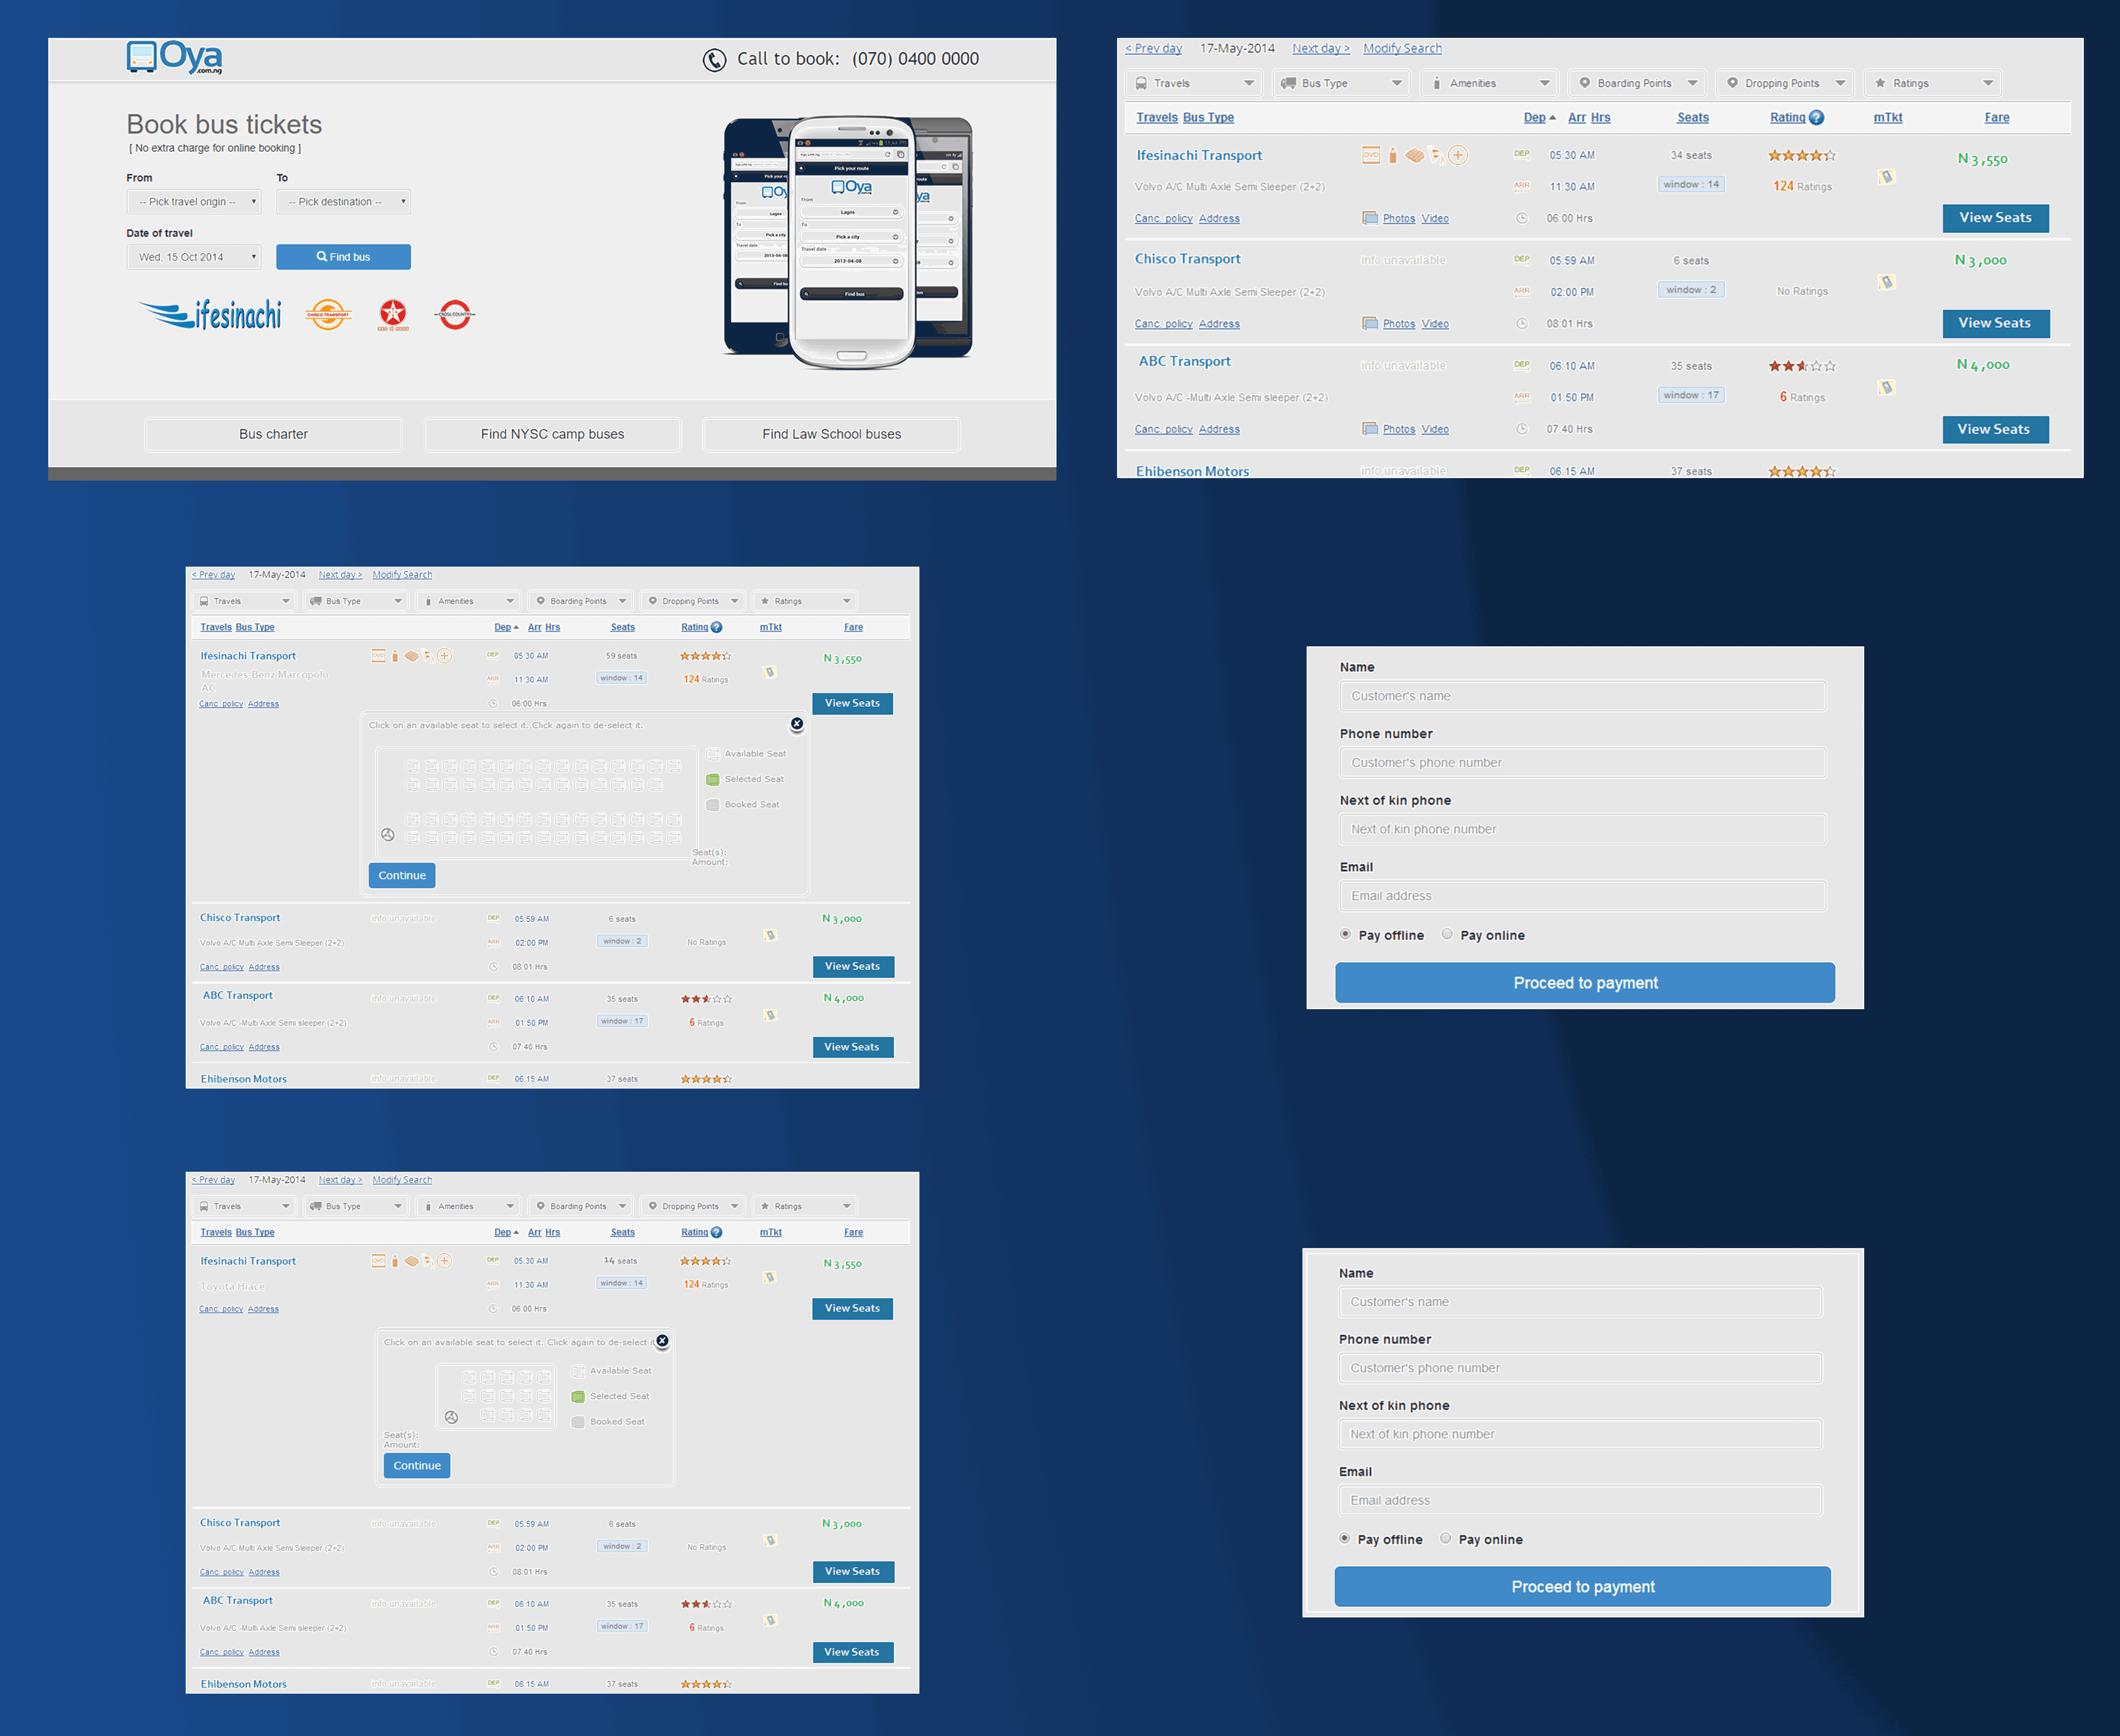 Oya
.com.ng
Call to book: (070) 0400 0000
Book bus tickets
[ No extra charge for online booking ]
From To
-- Pick travel origin -- -- Pick destination --
Date of travel
Wed, 15 Oct 2014 Find bus
ifesinachi CHISCO TRANSPORT GOD IS GOOD CROSS COUNTRY
Pick your route
Oya
From
Lagos
To
Pick a city
Travel date
2013-04-08
Find bus
Bus charter Find NYSC camp buses Find Law School buses
< Prev day 17-May-2014 Next day > Modify Search
Travels Bus Type Amenities Boarding Points Dropping Points Ratings
Travels Bus Type Dep Arr Hrs Seats Rating ? mTkt Fare
Ifesinachi Transport DVD DEP 05:30 AM 34 seats N 3,550
Volvo A/C Multi Axle Semi Sleeper (2+2) ARR 11:30 AM window : 14 124 Ratings
Canc. policy Address Photos Video 06:00 Hrs View Seats
Chisco Transport info unavailable DEP 05:59 AM 6 seats N 3,000
Volvo A/C Multi Axle Semi Sleeper (2+2) ARR 02:00 PM window : 2 No Ratings
Canc. policy Address Photos Video 08:01 Hrs View Seats
ABC Transport info unavailable DEP 06:10 AM 35 seats N 4,000
Volvo A/C -Multi Axle Semi sleeper (2+2) ARR 01:50 PM window : 17 6 Ratings
Canc. policy Address Photos Video 07:40 Hrs View Seats
Ehibenson Motors info unavailable DEP 06:15 AM 37 seats
< Prev day 17-May-2014 Next day > Modify Search
Travels Bus Type Amenities Boarding Points Dropping Points Ratings
Travels Bus Type Dep Arr Hrs Seats Rating ? mTkt Fare
Ifesinachi Transport DVD DEP 05:30 AM 59 seats N 3,550
Mercedes-Benz Marcopolo
AC ARR 11:30 AM window : 14 124 Ratings
Canc. policy Address 06:00 Hrs View Seats
Click on an available seat to select it. Click again to de-select it.
Available Seat
Selected Seat
Booked Seat
Seat(s):
Amount:
Continue
Chisco Transport info unavailable DEP 05:59 AM 6 seats N 3,000
Volvo A/C Multi Axle Semi Sleeper (2+2) ARR 02:00 PM window : 2 No Ratings
Canc. policy Address 08:01 Hrs View Seats
ABC Transport info unavailable DEP 06:10 AM 35 seats N 4,000
Volvo A/C -Multi Axle Semi sleeper (2+2) ARR 01:50 PM window : 17 6 Ratings
Canc. policy Address 07:40 Hrs View Seats
Ehibenson Motors info unavailable DEP 06:15 AM 37 seats
Name
Customer's name
Phone number
Customer's phone number
Next of kin phone
Next of kin phone number
Email
Email address
Pay offline Pay online
Proceed to payment
< Prev day 17-May-2014 Next day > Modify Search
Travels Bus Type Amenities Boarding Points Dropping Points Ratings
Travels Bus Type Dep Arr Hrs Seats Rating ? mTkt Fare
Ifesinachi Transport DVD DEP 05:30 AM 14 seats N 3,550
Toyota Hiace ARR 11:30 AM window : 14 124 Ratings
Canc. policy Address 06:00 Hrs View Seats
Click on an available seat to select it. Click again to de-select it
Available Seat
Selected Seat
Booked Seat
Seat(s):
Amount:
Continue
Chisco Transport info unavailable DEP 05:59 AM 6 seats N 3,000
Volvo A/C Multi Axle Semi Sleeper (2+2) ARR 02:00 PM window : 2 No Ratings
Canc. policy Address 08:01 Hrs View Seats
ABC Transport info unavailable DEP 06:10 AM 35 seats N 4,000
Volvo A/C -Multi Axle Semi sleeper (2+2) ARR 01:50 PM window : 17 6 Ratings
Canc. policy Address 07:40 Hrs View Seats
Ehibenson Motors info unavailable DEP 06:15 AM 37 seats
Name
Customer's name
Phone number
Customer's phone number
Next of kin phone
Next of kin phone number
Email
Email address
Pay offline Pay online
Proceed to payment